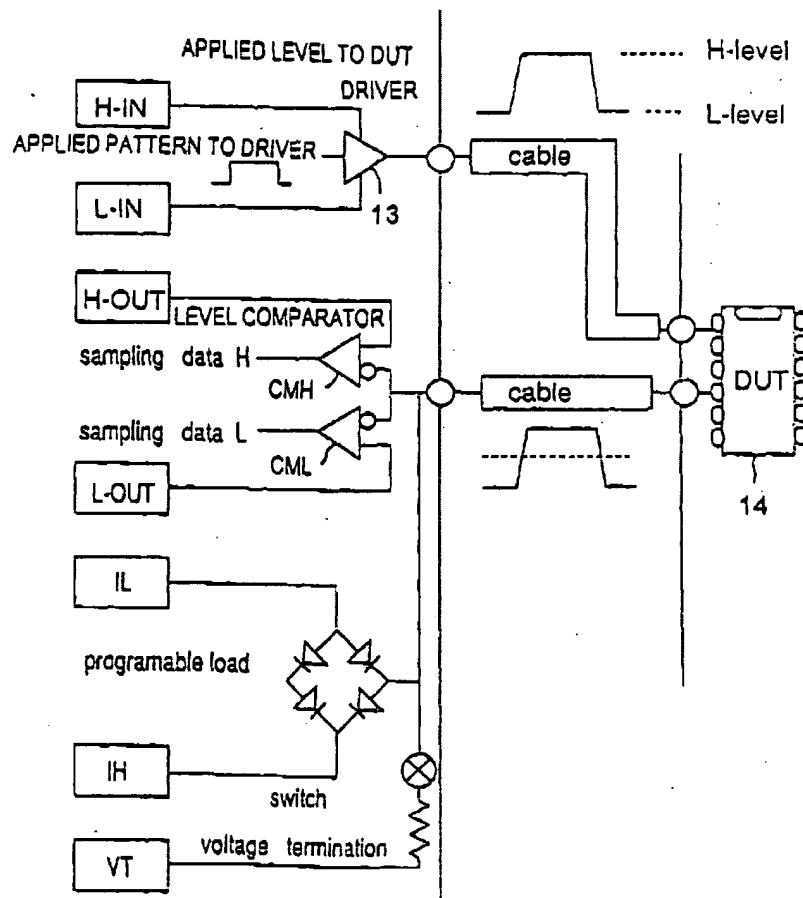 APPLIED LEVEL TO DUT
DRIVER
H-level
L-level
H-IN
APPLIED PATTERN TO DRIVER
cable
13
L-IN
H-OUT
LEVEL COMPARATOR
sampling data H
CMH
cable
DUT
sampling data L
CML
L-OUT
14
IL
programable load
IH
switch
voltage termination
VT